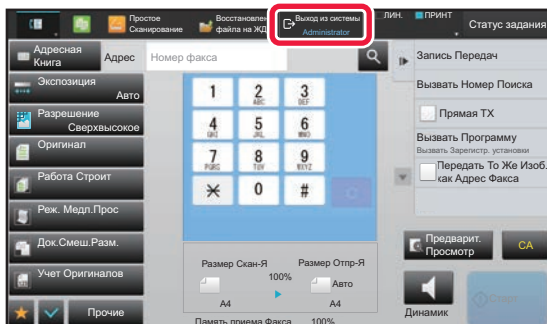 Простое
Сканирование
Восстановлен
файла на ЖД
Выход из системы
Administrator
ЛИН.
ПРИНТ
Статус задания
Адресная
Книга
Адрес
Номер факса
Экспозиция
Авто
Разрешение
Сверхвысокое
Оригинал
Работа Строит
Реж. Медл.Прос
Док.Смеш.Разм.
Учет Оригиналов
Прочие
1
2
ABC
3
DEF
4
GHI
5
JKL
6
MNO
7
PQRS
8
TUV
9
WXYZ
0
#
Размер Скан-Я
Размер Отпр-Я
100%
Авто
A4
A4
Память приема Факса 100%
Запись Передач
Вызвать Номер Поиска
Прямая TX
Вызвать Программу
Вызвать Зарегистр. установки
Передать То Же Изоб.
как Адрес Факса
Предварит.
Просмотр
CA
Динамик
Старт